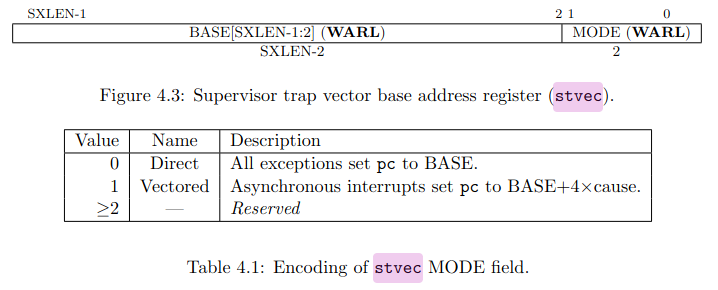 SXLEN-1 2 1 0
BASE[SXLEN-1:2] (WARL) MODE (WARL)
SXLEN-2 2
Figure 4.3: Supervisor trap vector base address register (stvec).
Value Name Description
0 Direct All exceptions set pc to BASE.
1 Vectored Asynchronous interrupts set pc to BASE+4×cause.
≥2 — Reserved
Table 4.1: Encoding of stvec MODE field.